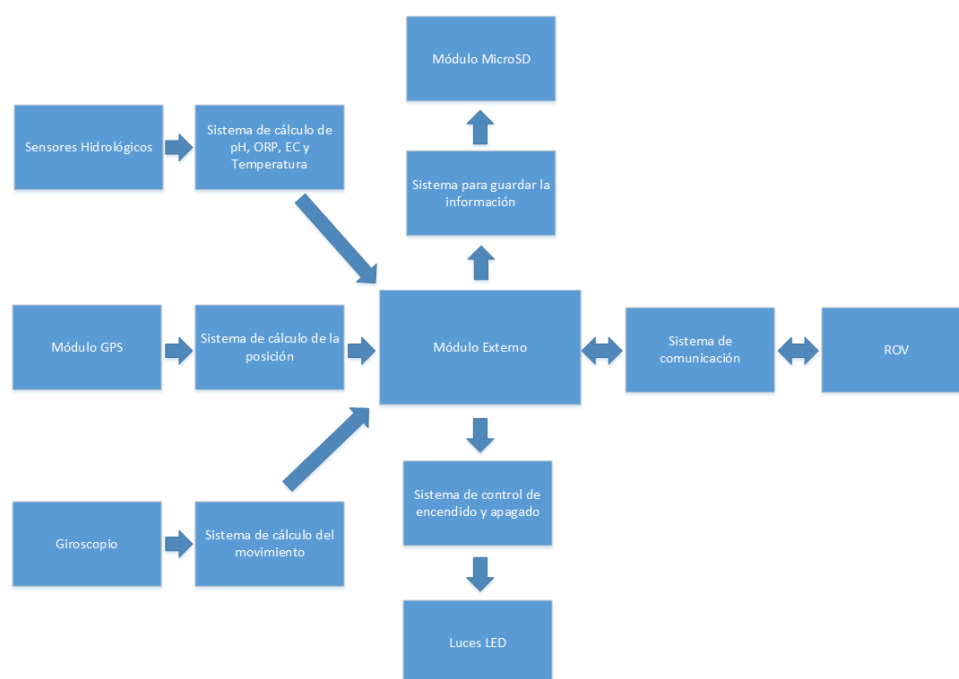 Módulo MicroSD
Sensores Hidrológicos
Sistema de cálculo de
pH, ORP, EC y
Temperatura
Sistema para guardar la
información
Módulo GPS
Sistema de cálculo de la
posición
Módulo Externo
Sistema de
comunicación
ROV
Giroscopio
Sistema de cálculo del
movimiento
Sistema de control de
encendido y apagado
Luces LED